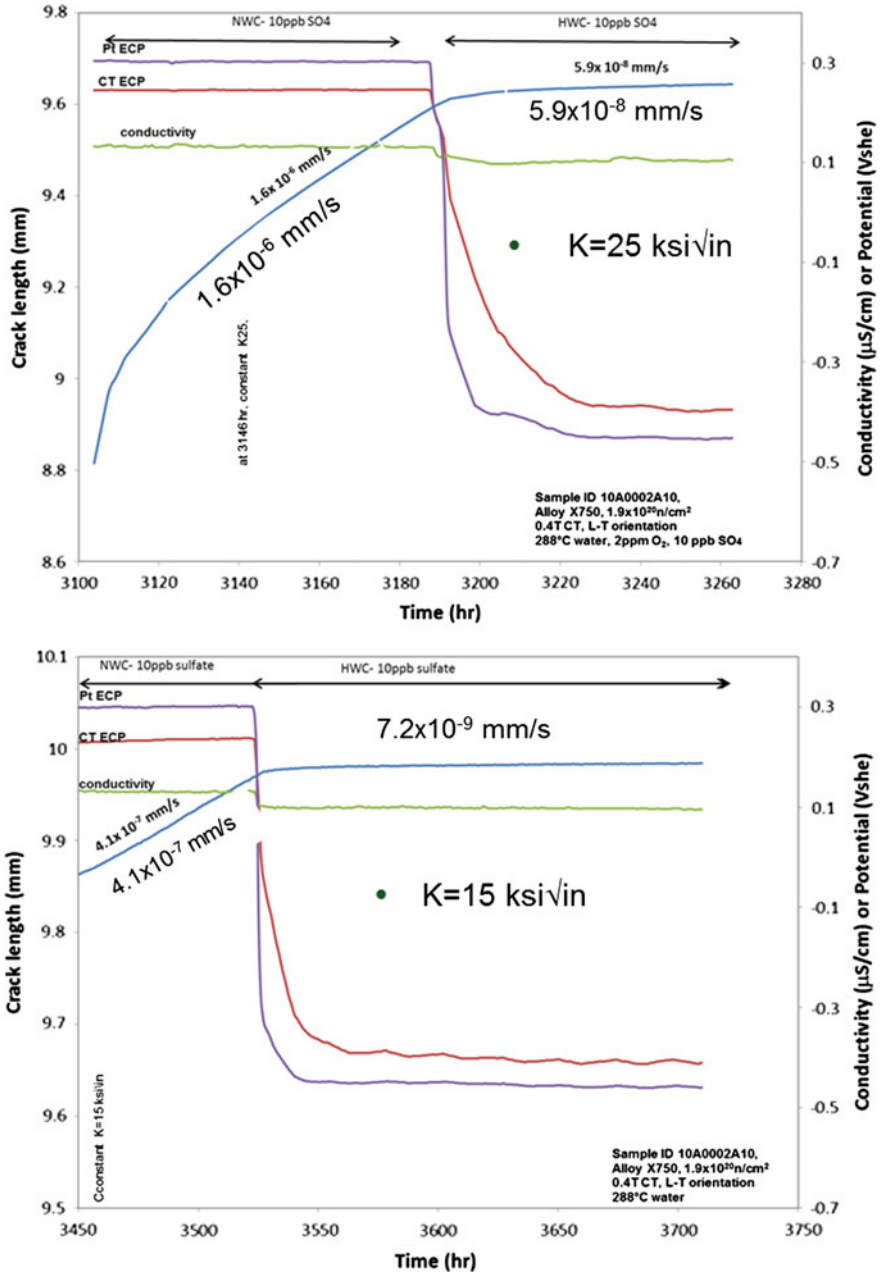 NWC- 10ppb SO4
HWC- 10ppb SO4
9.8
9.6
9.4
9.2
9
8.8
8.6
Crack length (mm)
Pt ECP
CT ECP
conductivity
1.6x 10⁻⁶ mm/s
1.6x10⁻⁶ mm/s
5.9x 10⁻⁸ mm/s
5.9x10⁻⁸ mm/s
• K=25 ksi√in
at 3146 hr, constant K25.
Sample ID 10A0002A10,
Alloy X750, 1.9x10²⁰n/cm²
0.4T CT, L-T orientation
288°C water, 2ppm O₂, 10 ppb SO₄
0.3
0.1
-0.1
-0.3
-0.5
-0.7
Conductivity (μS/cm) or Potential (Vshe)
3100 3120 3140 3160 3180 3200 3220 3240 3260 3280
Time (hr)
NWC- 10ppb sulfate
HWC- 10ppb sulfate
10.1
10
9.9
9.8
9.7
9.6
9.5
Crack length (mm)
Pt ECP
CT ECP
conductivity
4.1x 10⁻⁷ mm/s
4.1x10⁻⁷ mm/s
7.2x10⁻⁹ mm/s
• K=15 ksi√in
Cconstant K=15 ksi√in
Sample ID 10A0002A10,
Alloy X750, 1.9x10²⁰n/cm²
0.4T CT, L-T orientation
288°C water
0.3
0.1
-0.1
-0.3
-0.5
-0.7
Conductivity (μS/cm) or Potential (Vshe)
3450 3500 3550 3600 3650 3700 3750
Time (hr)